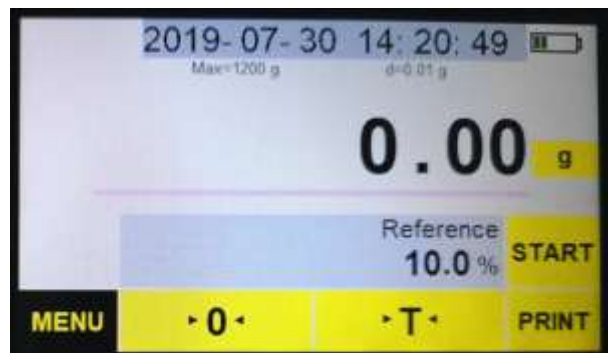 2019-07-30 14:20:49
Max=1200 g d=0.01 g
0.00 g
Reference
10.0 %
START
MENU
►0◄
►T◄
PRINT